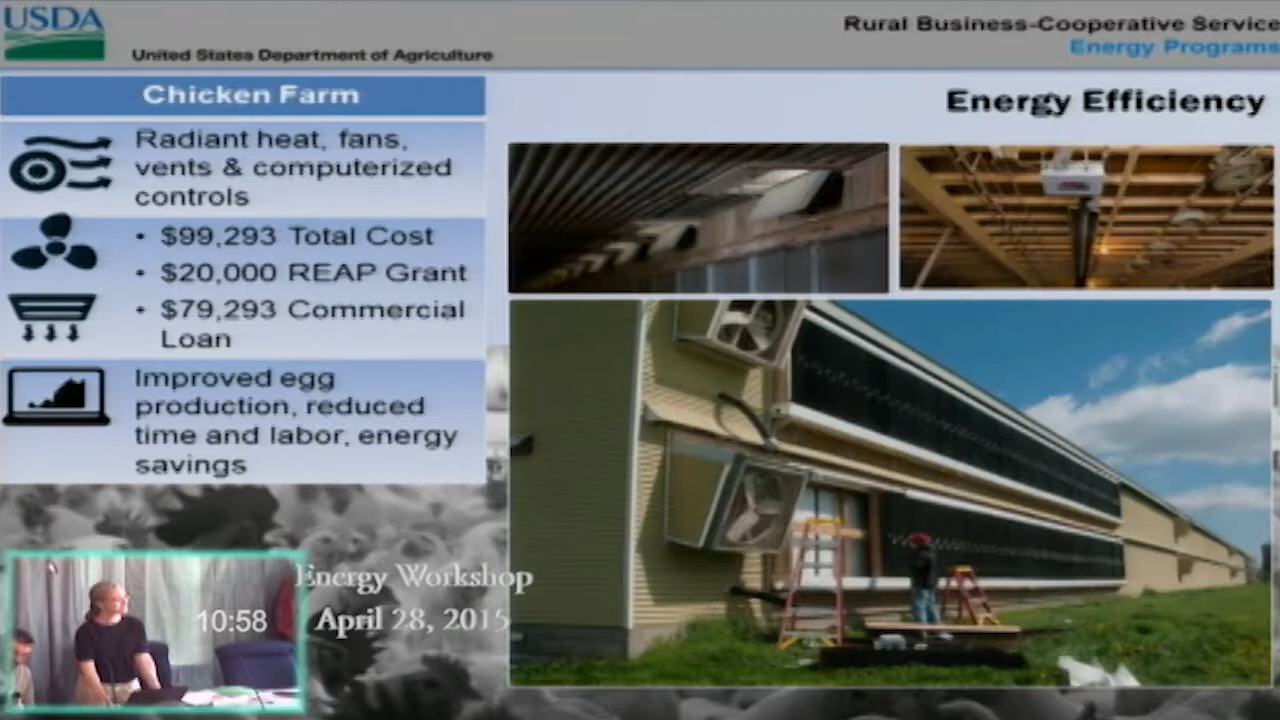 USDA
United States Department of Agriculture
Rural Business-Cooperative Service
Energy Programs
Chicken Farm
Energy Efficiency
Radiant heat, fans,
vents & computerized
controls
• $99,293 Total Cost
• $20,000 REAP Grant
• $79,293 Commercial
Loan
Improved egg
production, reduced
time and labor, energy
savings
Energy Workshop
April 28, 2015
10:58